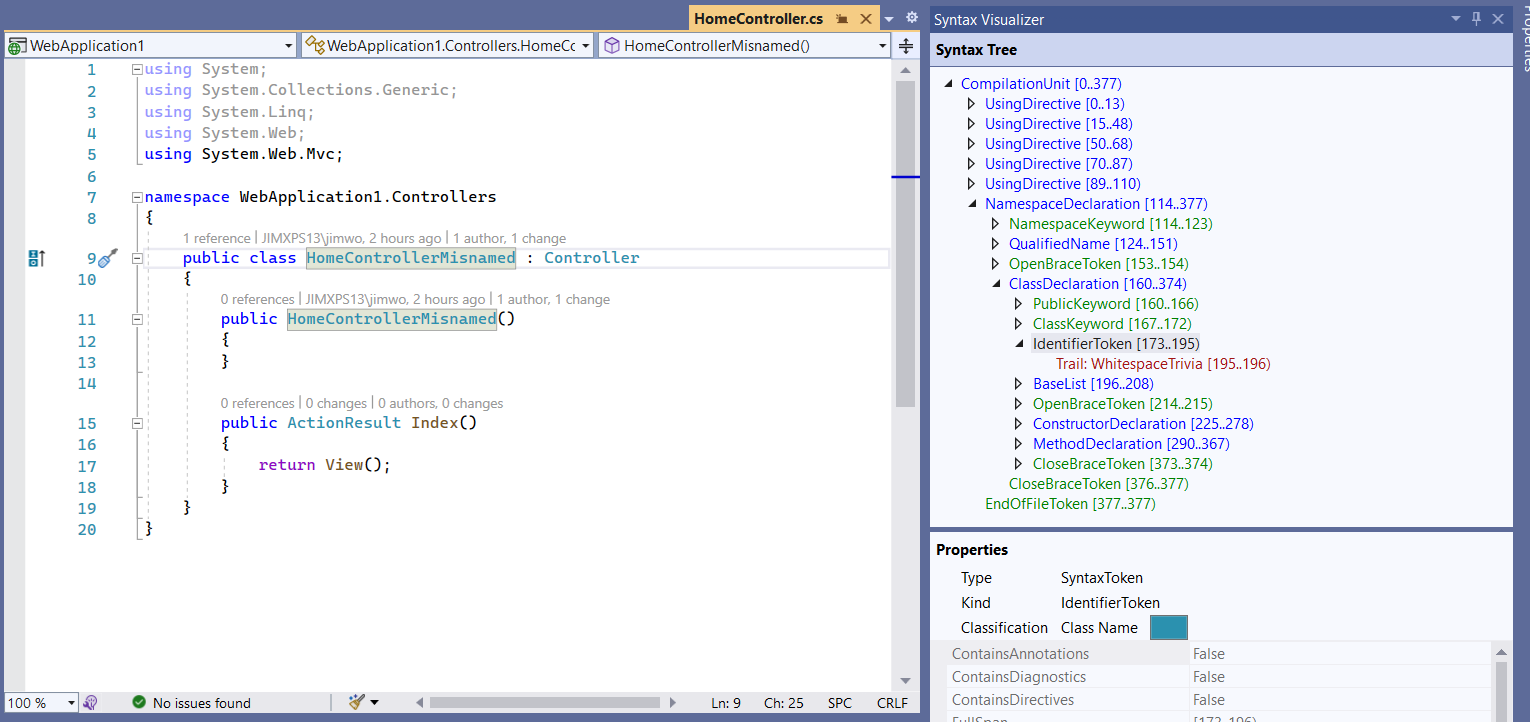 HomeController.cs
WebApplication1
WebApplication1.Controllers.HomeCc
HomeControllerMisnamed()
1 using System;
2 using System.Collections.Generic;
3 using System.Linq;
4 using System.Web;
5 using System.Web.Mvc;
6
7 namespace WebApplication1.Controllers
8 {
1 reference | JIMXPS13\jimwo, 2 hours ago | 1 author, 1 change
9 public class HomeControllerMisnamed : Controller
10 {
0 references | JIMXPS13\jimwo, 2 hours ago | 1 author, 1 change
11 public HomeControllerMisnamed()
12 {
13 }
14
0 references | 0 changes | 0 authors, 0 changes
15 public ActionResult Index()
16 {
17 return View();
18 }
19 }
20 }
100 %
No issues found
Ln: 9 Ch: 25 SPC CRLF
Syntax Visualizer
Syntax Tree
CompilationUnit [0..377)
UsingDirective [0..13)
UsingDirective [15..48)
UsingDirective [50..68)
UsingDirective [70..87)
UsingDirective [89..110)
NamespaceDeclaration [114..377)
NamespaceKeyword [114..123)
QualifiedName [124..151)
OpenBraceToken [153..154)
ClassDeclaration [160..374)
PublicKeyword [160..166)
ClassKeyword [167..172)
IdentifierToken [173..195)
Trail: WhitespaceTrivia [195..196)
BaseList [196..208)
OpenBraceToken [214..215)
ConstructorDeclaration [225..278)
MethodDeclaration [290..367)
CloseBraceToken [373..374)
CloseBraceToken [376..377)
EndOfFileToken [377..377)
Properties
Type SyntaxToken
Kind IdentifierToken
Classification Class Name
ContainsAnnotations False
ContainsDiagnostics False
ContainsDirectives False
FullSpan [173..196)
Properties